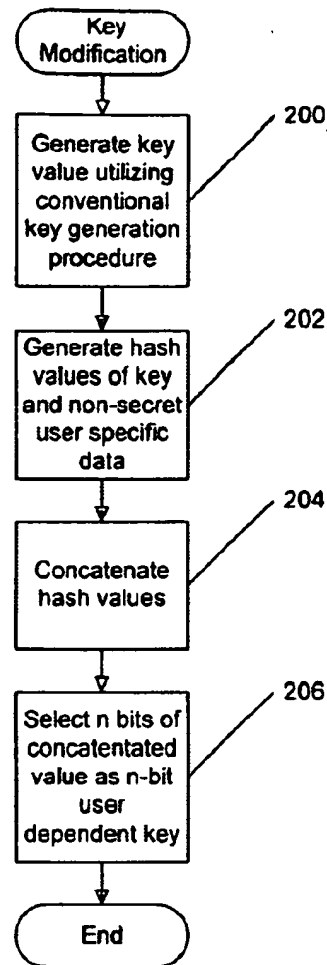 Key
Modification
200
Generate key
value utilizing
conventional
key generation
procedure
202
Generate hash
values of key
and non-secret
user specific
data
204
Concatenate
hash values
206
Select n bits of
concatentated
value as n-bit
user
dependent key
End